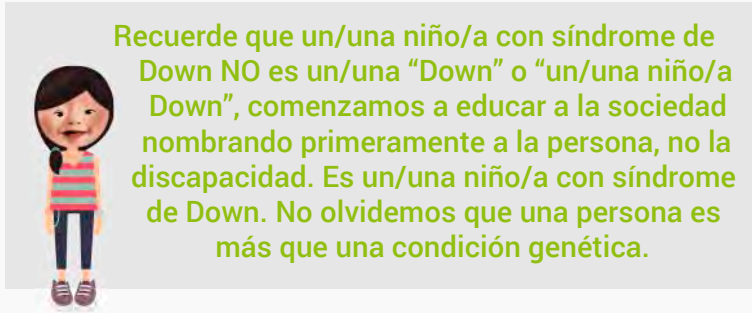 Recuerde que un/una niño/a con síndrome de
Down NO es un/una “Down” o “un/una niño/a
Down”, comenzamos a educar a la sociedad
nombrando primeramente a la persona, no la
discapacidad. Es un/una niño/a con síndrome
de Down. No olvidemos que una persona es
más que una condición genética.